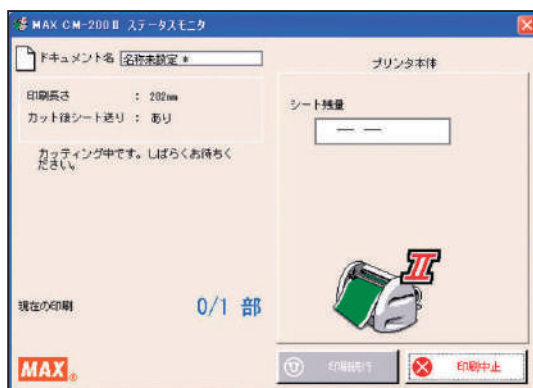 MAX CM-200Ⅱ ステータスモニタ
ドキュメント名 名称未設定 *
印刷長さ : 202mm
カット後シート送り : あり
カッティング中です。しばらくお待ちく
ださい。
現在の印刷 0/1 部
MAX®
プリンタ本体
シート残量
— —
Ⅱ
印刷続行
印刷中止